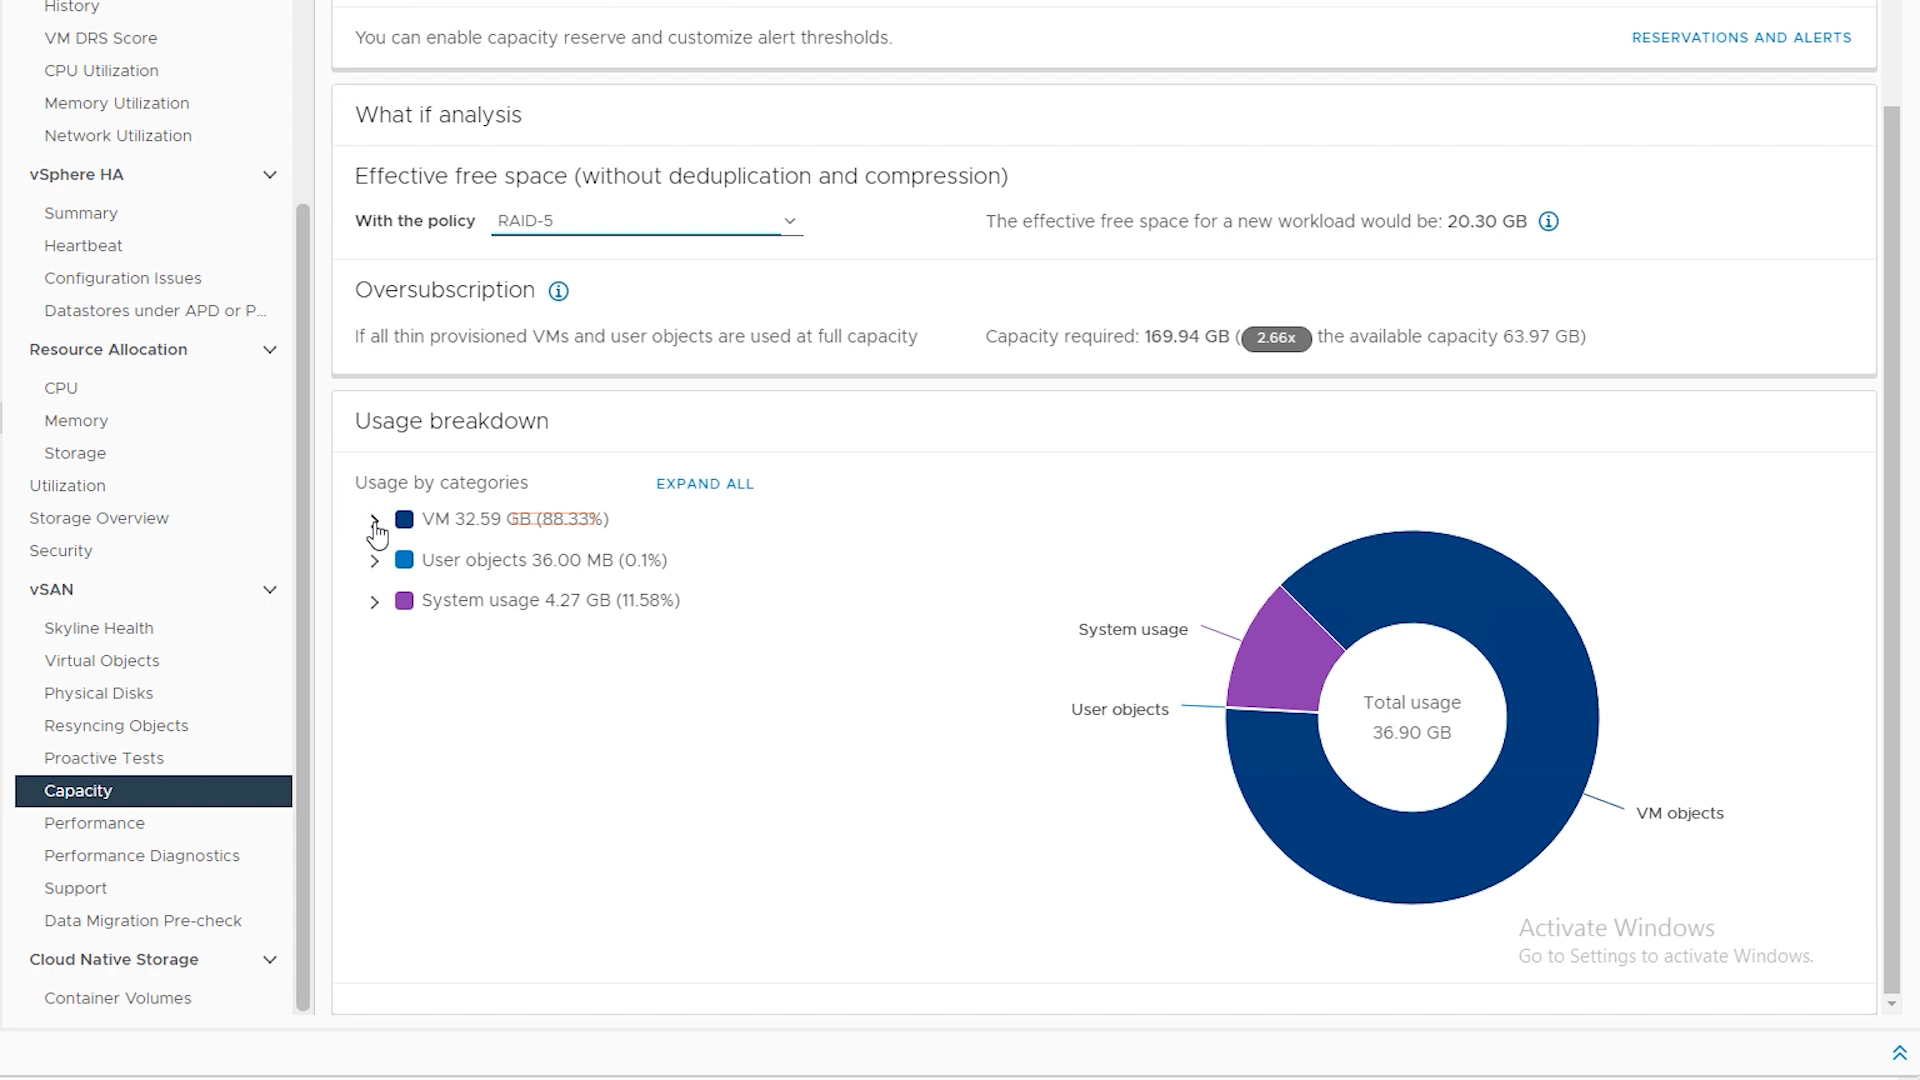 History
VM DRS Score
CPU Utilization
Memory Utilization
Network Utilization
vSphere HA
Summary
Heartbeat
Configuration Issues
Datastores under APD or P...
Resource Allocation
CPU
Memory
Storage
Utilization
Storage Overview
Security
vSAN
Skyline Health
Virtual Objects
Physical Disks
Resyncing Objects
Proactive Tests
Capacity
Performance
Performance Diagnostics
Support
Data Migration Pre-check
Cloud Native Storage
Container Volumes
You can enable capacity reserve and customize alert thresholds.
RESERVATIONS AND ALERTS
What if analysis
Effective free space (without deduplication and compression)
With the policy RAID-5
The effective free space for a new workload would be: 20.30 GB
Oversubscription
If all thin provisioned VMs and user objects are used at full capacity
Capacity required: 169.94 GB (2.66x the available capacity 63.97 GB)
Usage breakdown
Usage by categories
EXPAND ALL
VM 32.59 GB (88.33%)
User objects 36.00 MB (0.1%)
System usage 4.27 GB (11.58%)
System usage
User objects
Total usage
36.90 GB
VM objects
Activate Windows
Go to Settings to activate Windows.